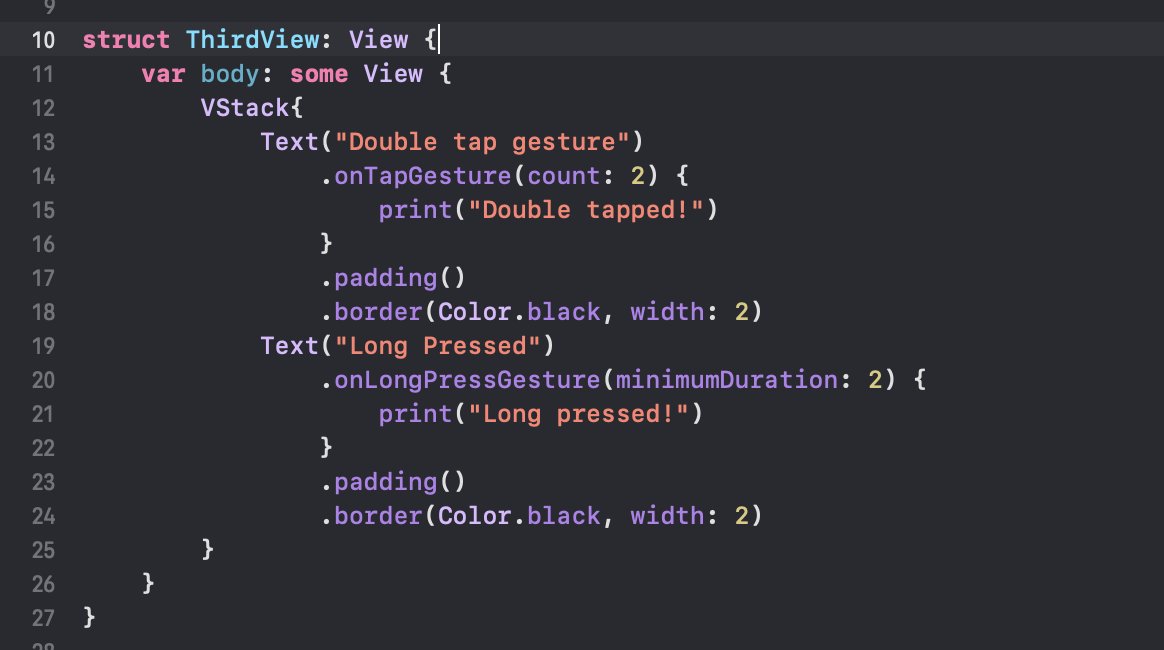 9
10 struct ThirdView: View {
11     var body: some View {
12         VStack{
13             Text("Double tap gesture")
14                 .onTapGesture(count: 2) {
15                     print("Double tapped!")
16                 }
17                 .padding()
18                 .border(Color.black, width: 2)
19             Text("Long Pressed")
20                 .onLongPressGesture(minimumDuration: 2) {
21                     print("Long pressed!")
22                 }
23                 .padding()
24                 .border(Color.black, width: 2)
25         }
26     }
27 }
28